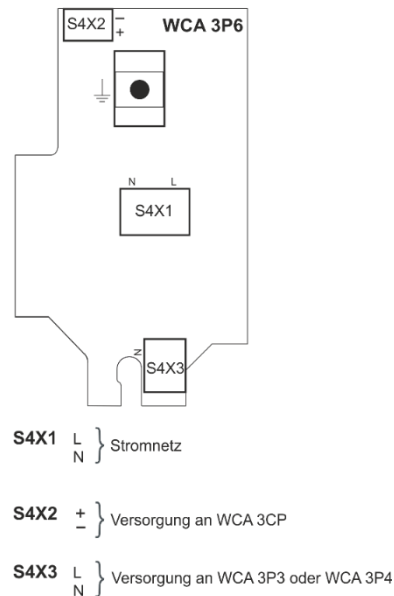 S4X2 – WCA 3P6
+
N L
S4X1
N
S4X3
S4X1 L } Stromnetz
N
S4X2 + } Versorgung an WCA 3CP
–
S4X3 L } Versorgung an WCA 3P3 oder WCA 3P4
N